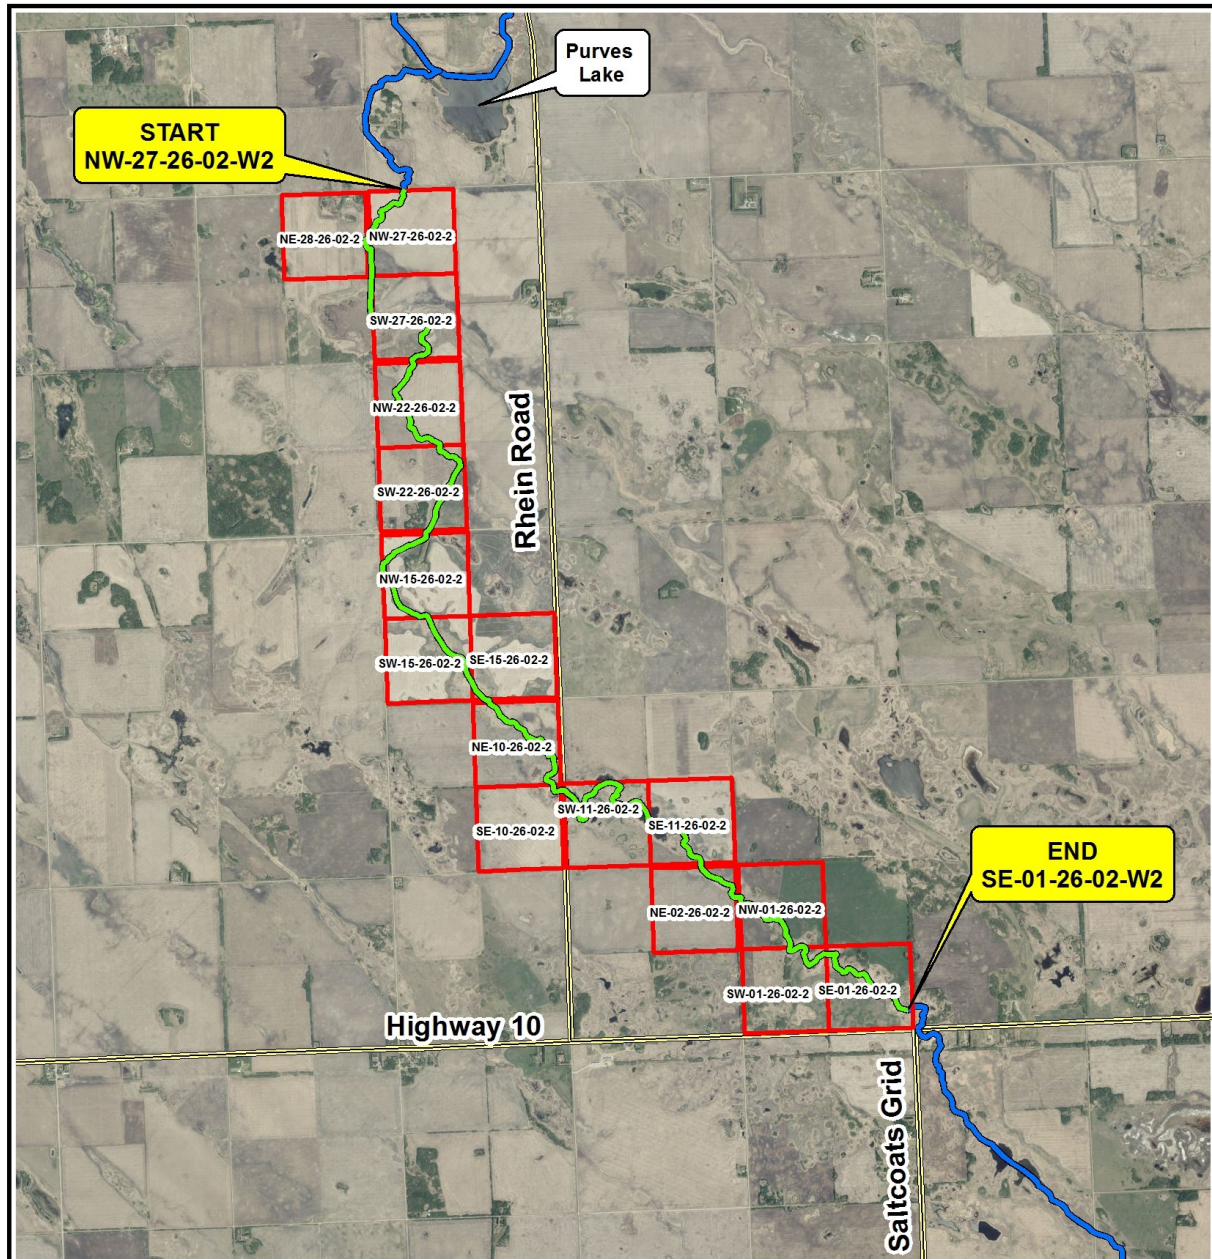 Purves
Lake
START
NW-27-26-02-W2
NE-28-26-02-2
NW-27-26-02-2
SW-27-26-02-2
NW-22-26-02-2
Rhein Road
SW-22-26-02-2
NW-15-26-02-2
SW-15-26-02-2
SE-15-26-02-2
NE-10-26-02-2
SW-11-26-02-2
SE-10-26-02-2
SE-11-26-02-2
END
SE-01-26-02-W2
NE-02-26-02-2
NW-01-26-02-2
SW-01-26-02-2
SE-01-26-02-2
Highway 10
Saltcoats Grid